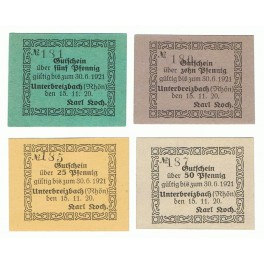 № 181
Gutschein
über fünf Pfennig
gültig bis zum 30.6.1921
Unterbreizbach (Rhön)
den 15. 11. 20.
Karl Koch.
№ 180
Gutschein
über zehn Pfennig
gültig bis zum 30.6.1921
Unterbreizbach (Rhön)
den 15. 11. 20.
Karl Koch.
№ 185
Gutschein
über 25 Pfennig
gültig bis zum 30.6.1921
Unterbreizbach (Rhön)
den 15. 11. 20.
Karl Koch.
№ 187
Gutschein
über 50 Pfennig
gültig bis zum 30.6.1921
Unterbreizbach (Rhön)
den 15. 11. 20.
Karl Koch.